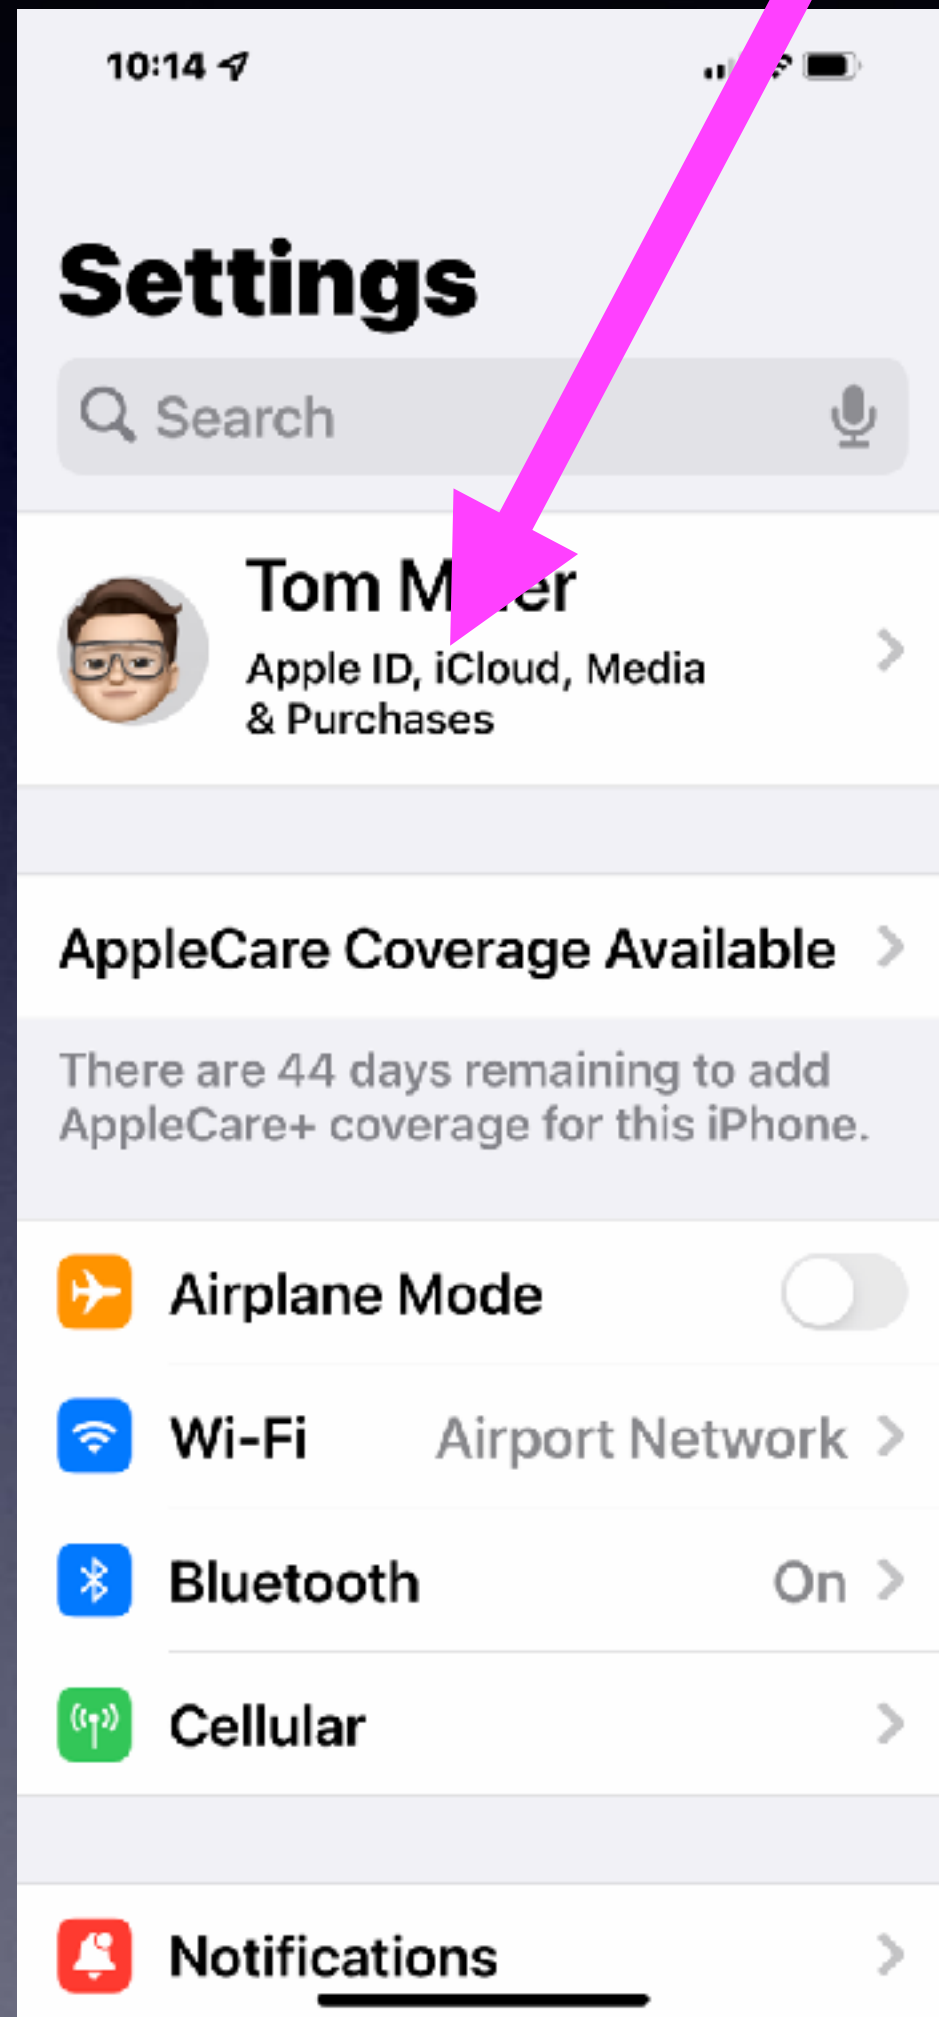 10:14
Settings
Search
Tom
Apple ID, iCloud, Media
& Purchases
AppleCare Coverage Available
There are 44 days remaining to add
AppleCare+ coverage for this iPhone.
Airplane Mode
Wi-Fi Airport Network
Bluetooth On
Cellular
Notifications